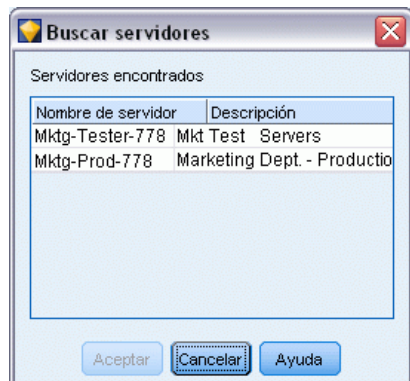 Buscar servidores
Servidores encontrados
Nombre de servidor Descripción
Mktg-Tester-778 Mkt Test Servers
Mktg-Prod-778 Marketing Dept. - Productio
Aceptar Cancelar Ayuda